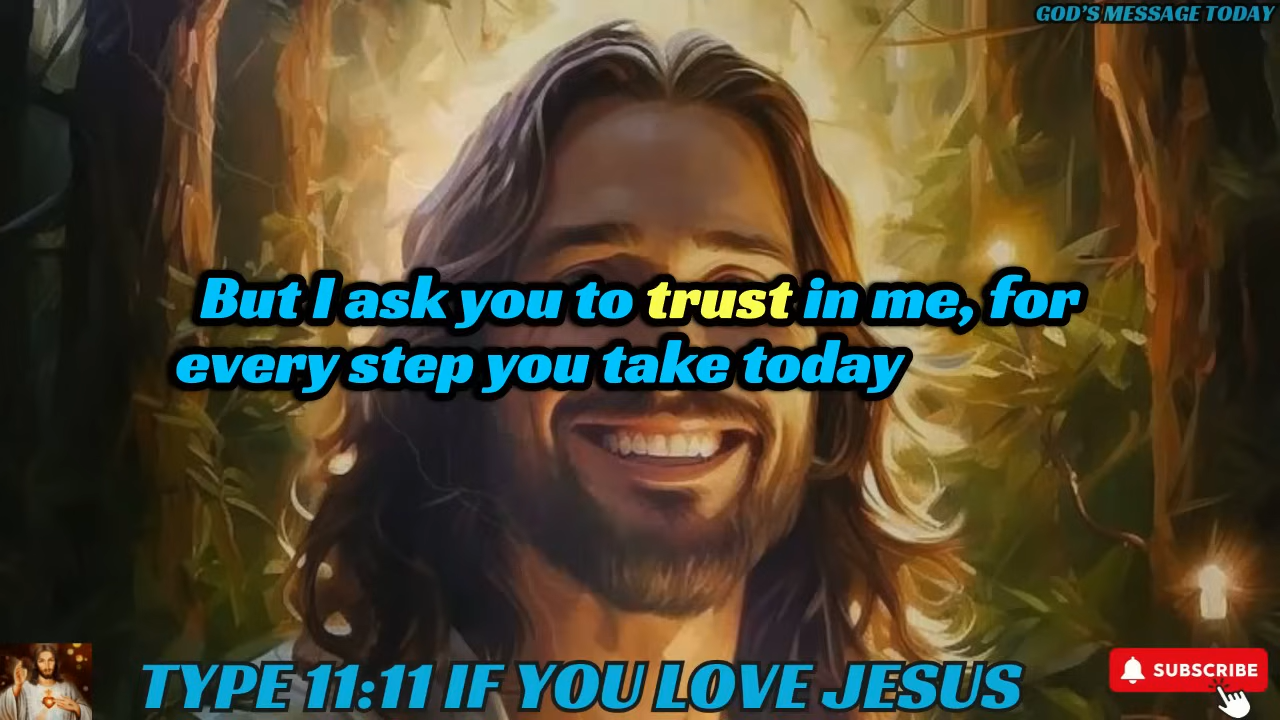 GOD'S MESSAGE TODAY
But I ask you to trust in me, for
every step you take today
TYPE 11:11 IF YOU LOVE JESUS
SUBSCRIBE